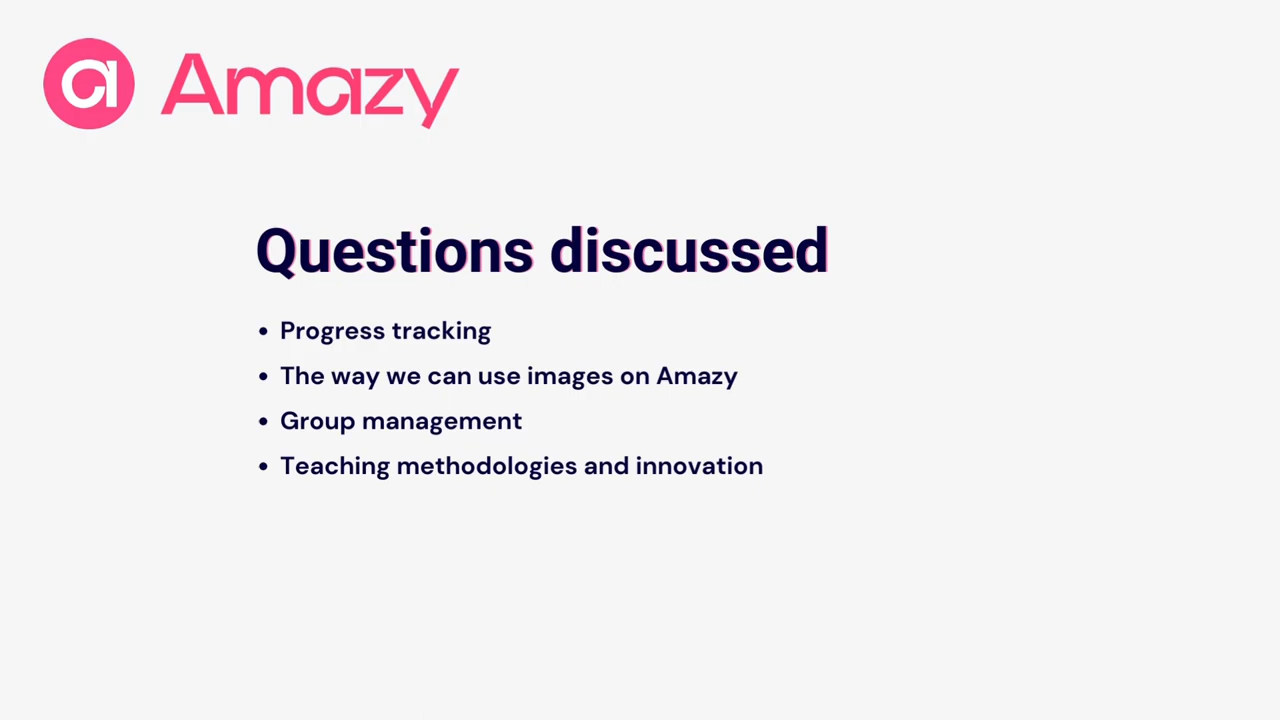 a Amazy
Questions discussed
• Progress tracking
• The way we can use images on Amazy
• Group management
• Teaching methodologies and innovation